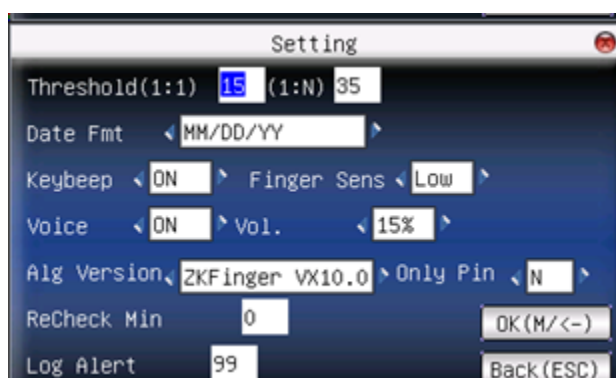 Setting
Threshold(1:1) 15 (1:N) 35
Date Fmt MM/DD/YY
Keybeep ON Finger Sens Low
Voice ON Vol. 15%
Alg Version ZKFinger VX10.0 Only Pin N
ReCheck Min 0 OK(M/<-)
Log Alert 99 Back(ESC)